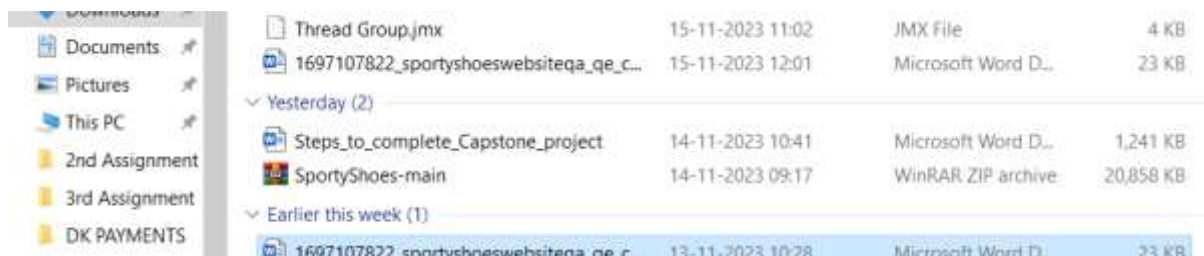 Downloads
Documents
Pictures
This PC
2nd Assignment
3rd Assignment
DK PAYMENTS
Thread Group.jmx 15-11-2023 11:02 JMX File 4 KB
1697107822_sportyshoeswebsiteqa_qe_c... 15-11-2023 12:01 Microsoft Word D... 23 KB
Yesterday (2)
Steps_to_complete_Capstone_project 14-11-2023 10:41 Microsoft Word D... 1,241 KB
SportyShoes-main 14-11-2023 09:17 WinRAR ZIP archive 20,858 KB
Earlier this week (1)
1697107822_sportyshoeswebsiteqa_qe_c... 13-11-2023 10:28 Microsoft Word D... 23 KB